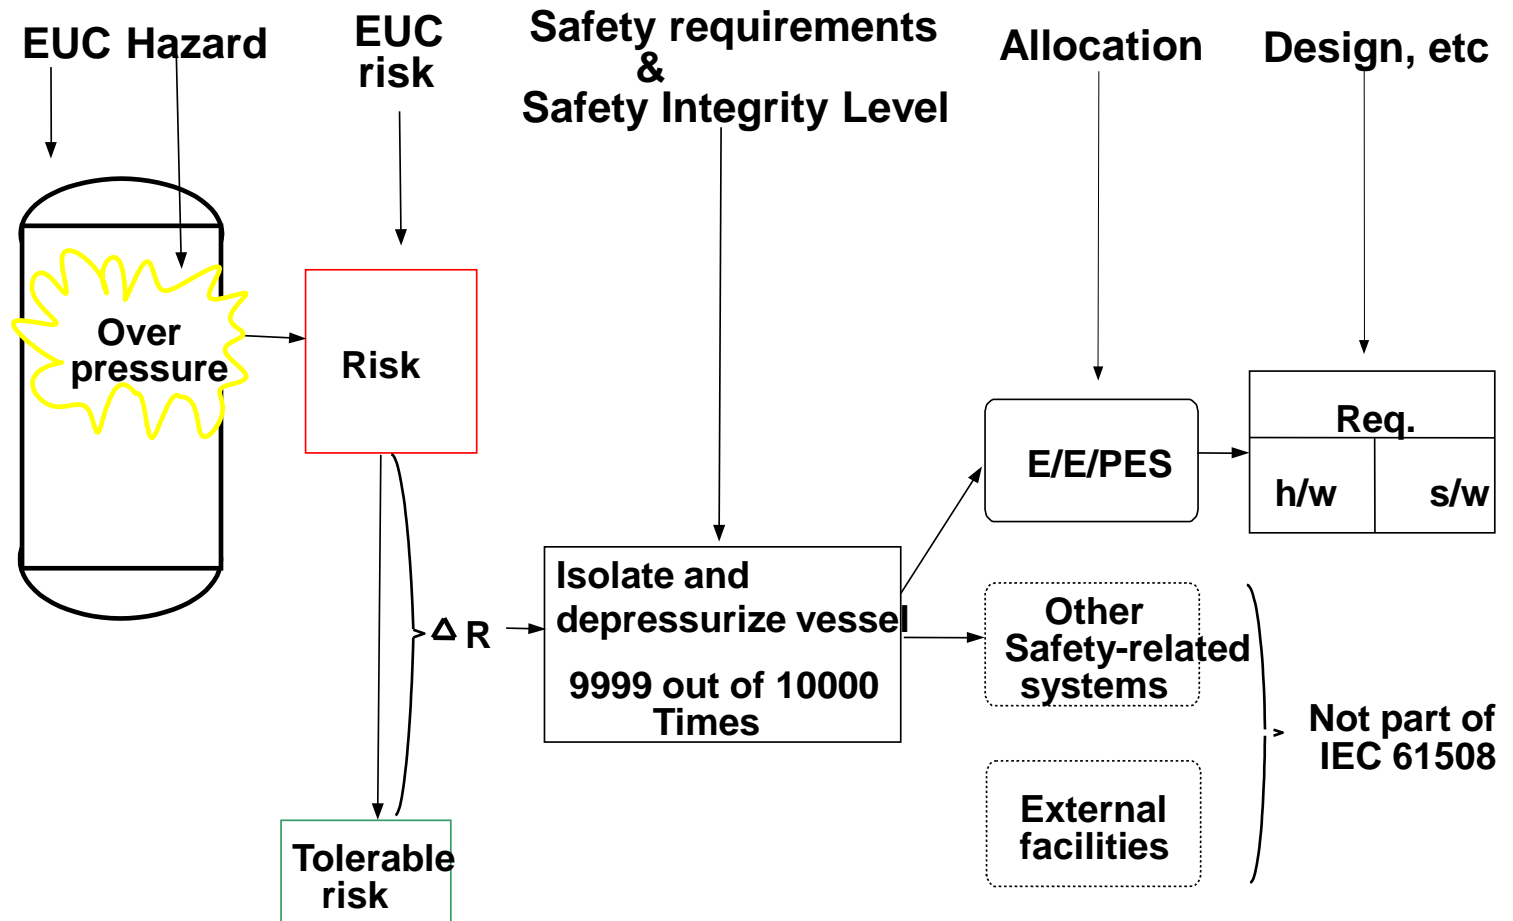 EUC Hazard
EUC
risk
Safety requirements
&
Safety Integrity Level
Allocation
Design, etc
Over
pressure
Risk
Req.
h/w
s/w
E/E/PES
Isolate and
depressurize vessel
9999 out of 10000
Times
Δ R
Other
Safety-related
systems
Not part of
IEC 61508
External
facilities
Tolerable
risk